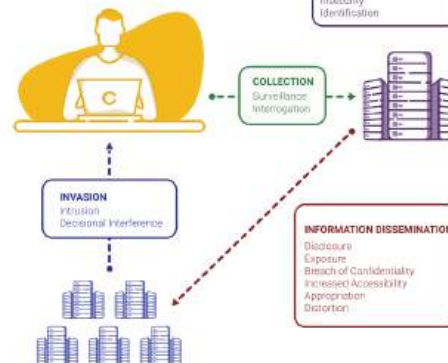 Insecurity
Identification
COLLECTION
Surveillance
Interrogation
INVASION
Intrusion
Decisional Interference
INFORMATION DISSEMINATION
Disclosure
Exposure
Breach of Confidentiality
Increased Accessibility
Appropriation
Distortion